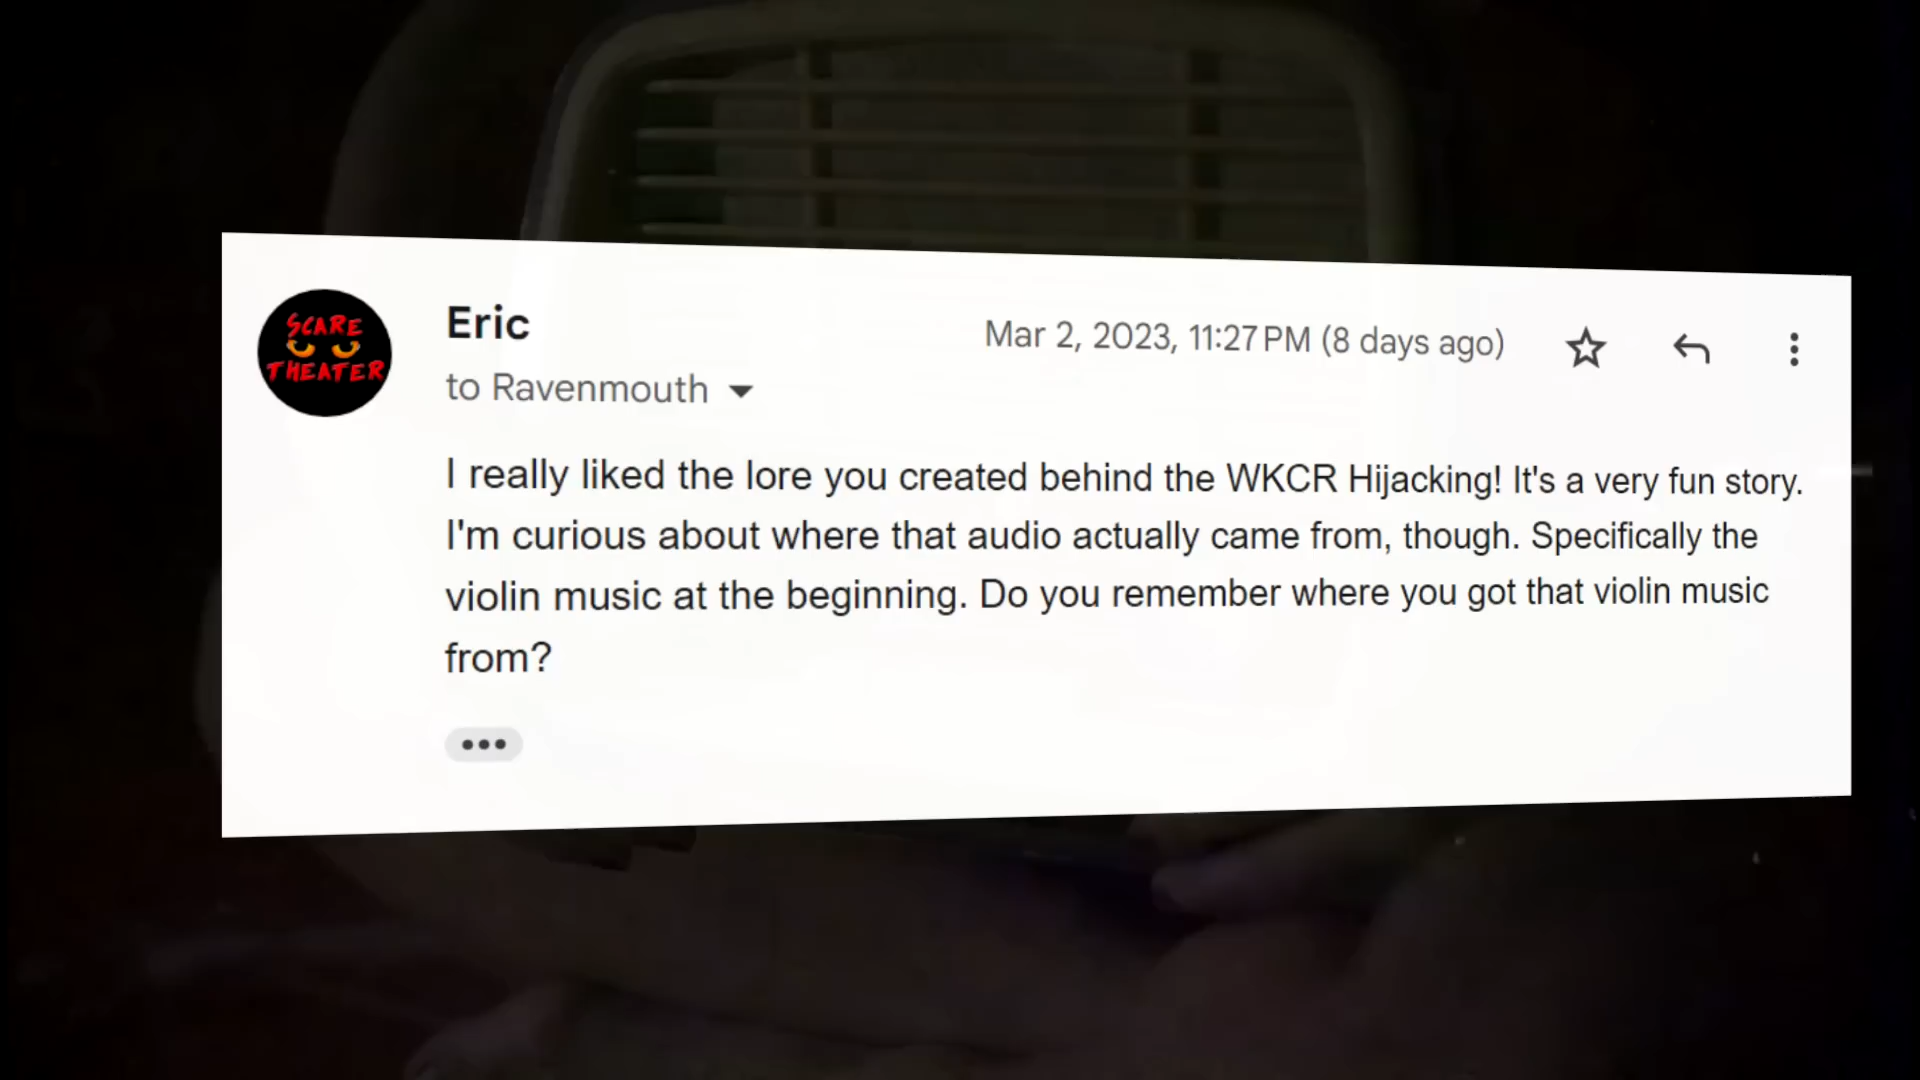 SCARE
THEATER
Eric
Mar 2, 2023, 11:27 PM (8 days ago)
to Ravenmouth
I really liked the lore you created behind the WKCR Hijacking! It's a very fun story.
I'm curious about where that audio actually came from, though. Specifically the
violin music at the beginning. Do you remember where you got that violin music
from?